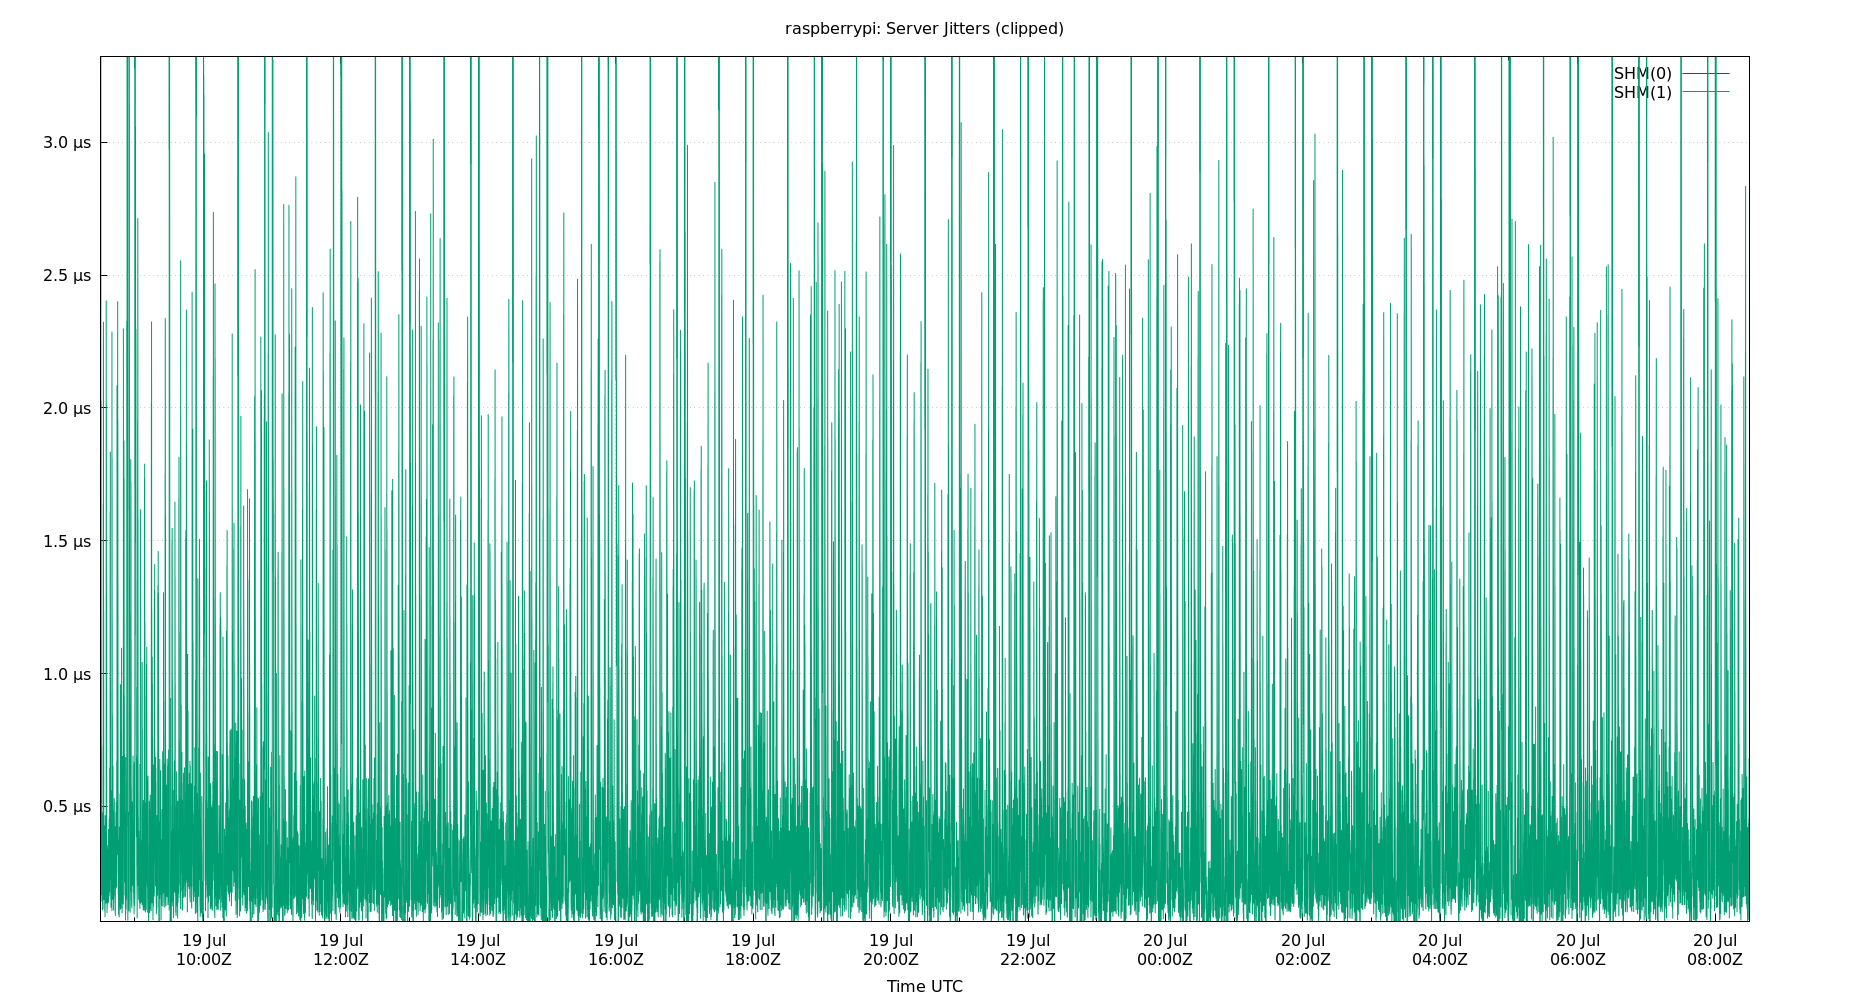 raspberrypi: Server Jitters (clipped)
SHM(0)
SHM(1)
3.0 µs
2.5 µs
2.0 µs
1.5 µs
1.0 µs
0.5 µs
19 Jul 19 Jul 19 Jul 19 Jul 19 Jul 19 Jul 19 Jul 20 Jul 20 Jul 20 Jul 20 Jul 20 Jul
10:00Z 12:00Z 14:00Z 16:00Z 18:00Z 20:00Z 22:00Z 00:00Z 02:00Z 04:00Z 06:00Z 08:00Z
Time UTC